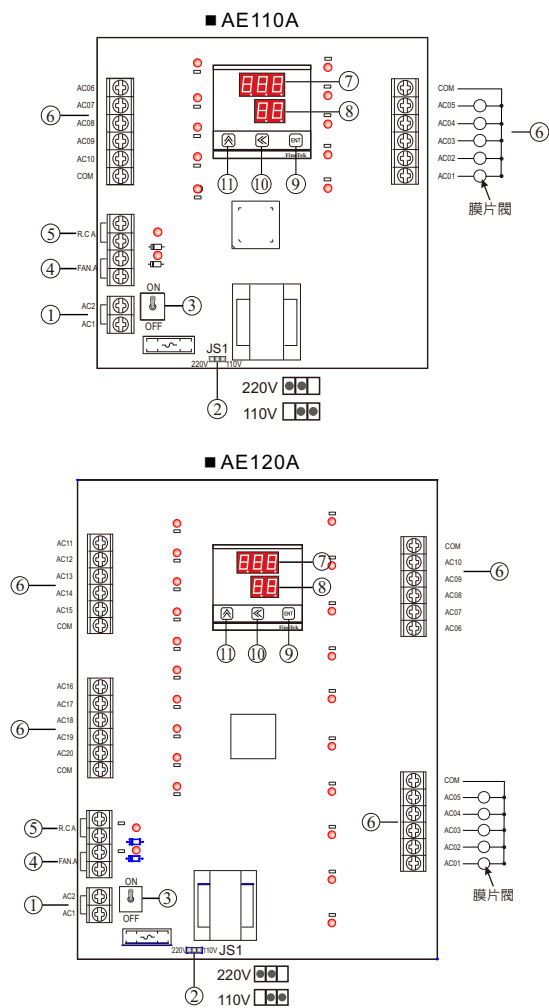 ■ AE110A
AC06
AC07
AC08
AC09
AC10
COM
⑥
⑦
⑧
ENT
FineTek
⑪
⑩
⑨
COM
AC05
AC04
AC03
AC02
AC01
⑥
膜片閥
⑤
R.C A
④
FAN.A
①
AC2
AC1
ON
OFF
③
JS1
220V
110V
②
220V
110V
■ AE120A
AC11
AC12
AC13
AC14
AC15
COM
⑥
⑦
⑧
ENT
FineTek
⑪
⑩
⑨
COM
AC10
AC09
AC08
AC07
AC06
⑥
AC16
AC17
AC18
AC19
AC20
COM
⑥
COM
AC05
AC04
AC03
AC02
AC01
⑥
膜片閥
⑤
R.C A
④
FAN.A
①
AC2
AC1
ON
OFF
③
220V
110V
JS1
②
220V
110V